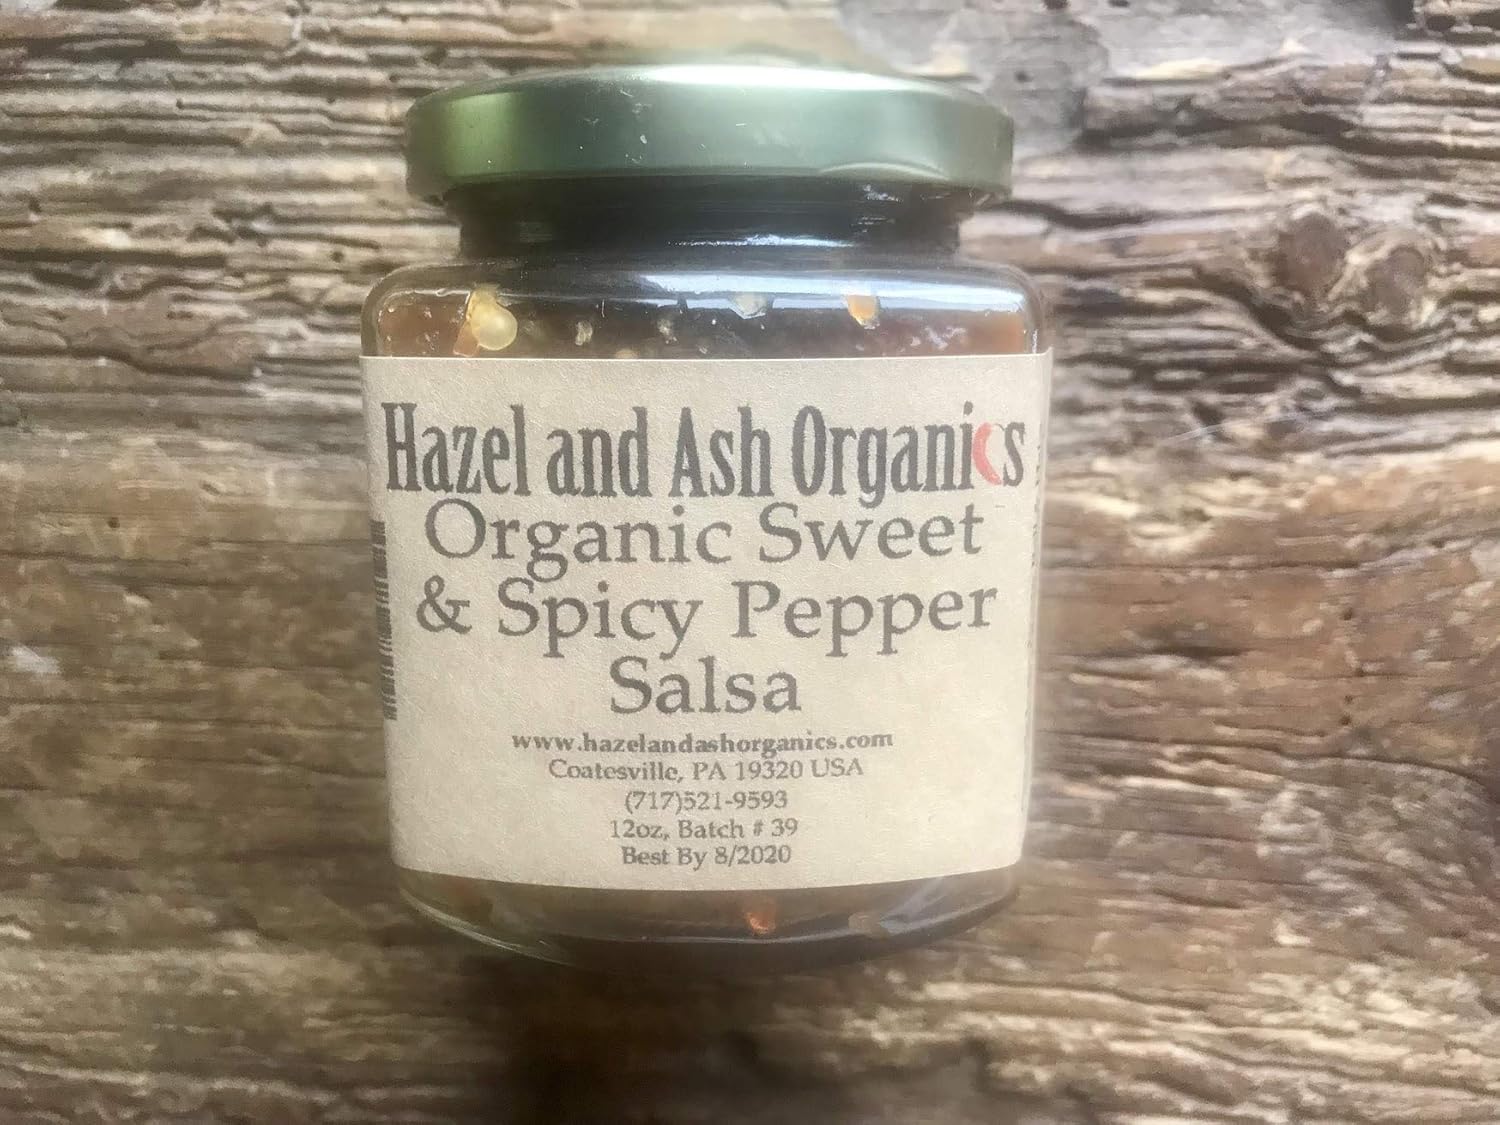 Hazel and Ash Organics
Organic Sweet
& Spicy Pepper
Salsa
www.hazelandashorganics.com
Coatesville, PA 19320 USA
(717)521-9593
12oz, Batch # 39
Best By 8/2020